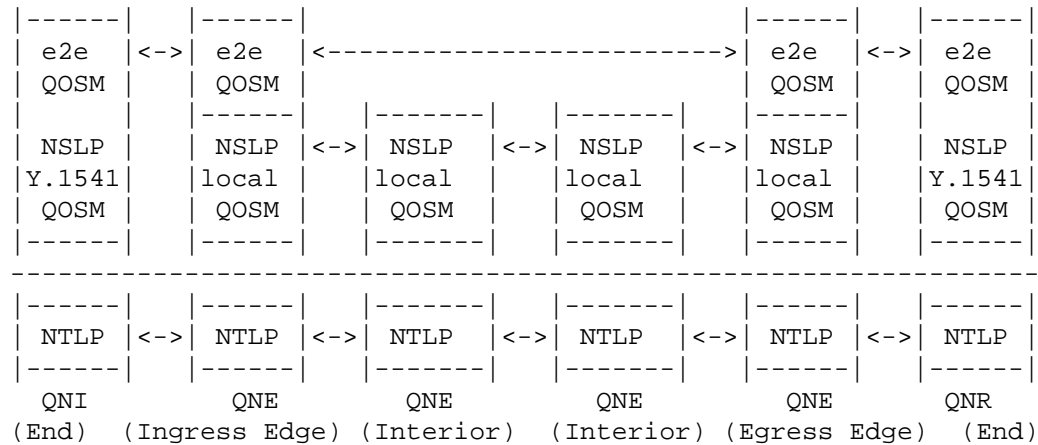 |------|   |------|                           |------|   |------|
| e2e  |<->| e2e  |<------------------------->| e2e  |<->| e2e  |
| QOSM |   | QOSM |                           | QOSM |   | QOSM |
|      |   |------|   |-------|   |-------|   |------|   |      |
| NSLP |   | NSLP |<->| NSLP  |<->| NSLP  |<->| NSLP |   | NSLP |
|Y.1541|   |local |   |local  |   |local  |   |local |   |Y.1541|
| QOSM |   | QOSM |   | QOSM  |   | QOSM  |   | QOSM |   | QOSM |
|------|   |------|   |-------|   |-------|   |------|   |------|
-----------------------------------------------------------------
|------|   |------|   |-------|   |-------|   |------|   |------|
| NTLP |<->| NTLP |<->| NTLP  |<->| NTLP  |<->| NTLP |<->| NTLP |
|------|   |------|   |-------|   |-------|   |------|   |------|
QNI         QNE        QNE         QNE         QNE       QNR
(End)  (Ingress Edge) (Interior)  (Interior) (Egress Edge)  (End)